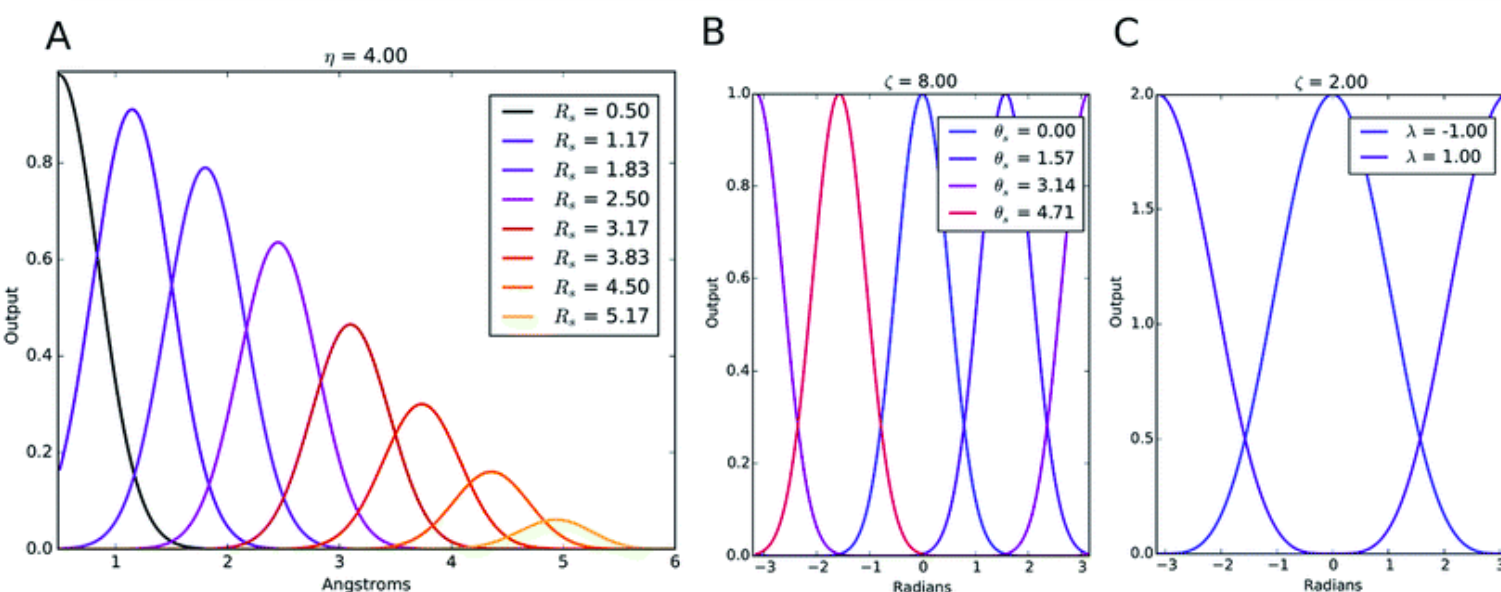 A
η = 4.00
R_s = 0.50
R_s = 1.17
R_s = 1.83
R_s = 2.50
R_s = 3.17
R_s = 3.83
R_s = 4.50
R_s = 5.17
Output
0.8
0.6
0.4
0.2
0.0
1 2 3 4 5 6
Angstroms
B
ζ = 8.00
θ_s = 0.00
θ_s = 1.57
θ_s = 3.14
θ_s = 4.71
Output
1.0
0.8
0.6
0.4
0.2
0.0
−3 −2 −1 0 1 2 3
Radians
C
ζ = 2.00
λ = -1.00
λ = 1.00
Output
2.0
1.5
1.0
0.5
0.0
−3 −2 −1 0 1 2 3
Radians